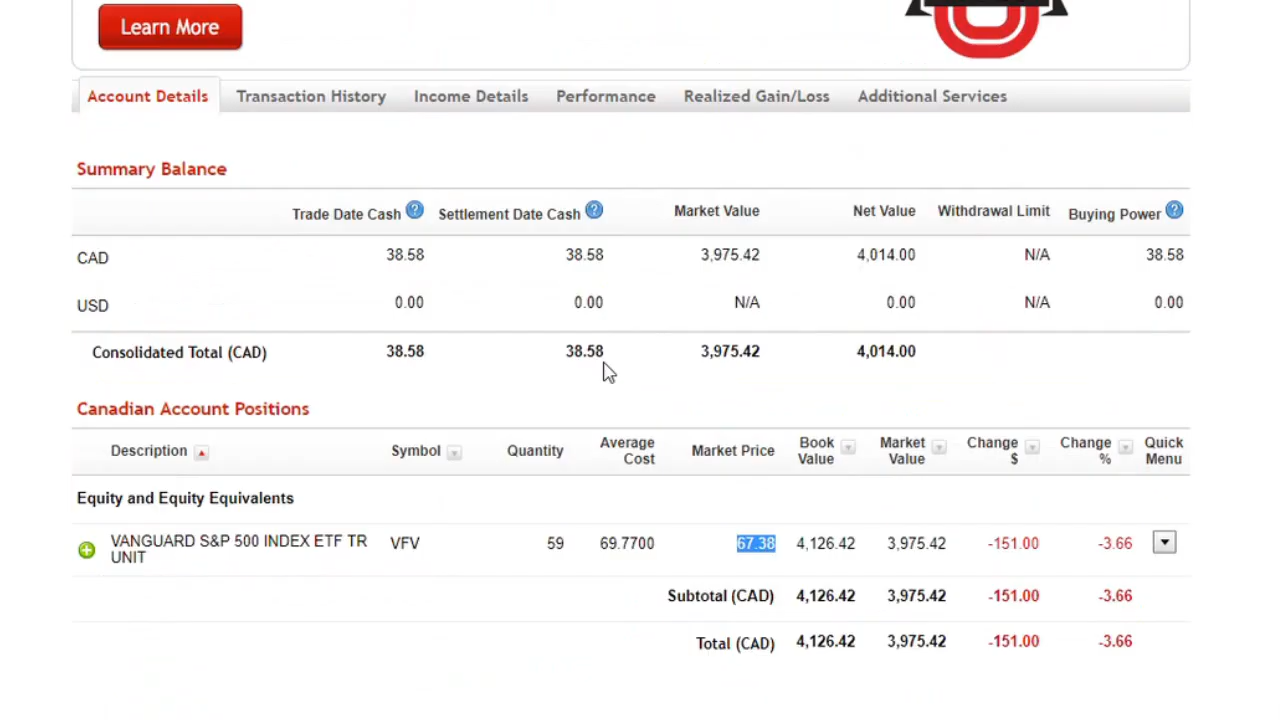 Learn More
Account Details Transaction History Income Details Performance Realized Gain/Loss Additional Services
Summary Balance
Trade Date Cash Settlement Date Cash Market Value Net Value Withdrawal Limit Buying Power
CAD 38.58 38.58 3,975.42 4,014.00 N/A 38.58
USD 0.00 0.00 N/A 0.00 N/A 0.00
Consolidated Total (CAD) 38.58 38.58 3,975.42 4,014.00
Canadian Account Positions
Description Symbol Quantity Average Cost Market Price Book Value Market Value Change $ Change % Quick Menu
Equity and Equity Equivalents
VANGUARD S&P 500 INDEX ETF TR VFV 59 69.7700 67.38 4,126.42 3,975.42 -151.00 -3.66
UNIT
Subtotal (CAD) 4,126.42 3,975.42 -151.00 -3.66
Total (CAD) 4,126.42 3,975.42 -151.00 -3.66